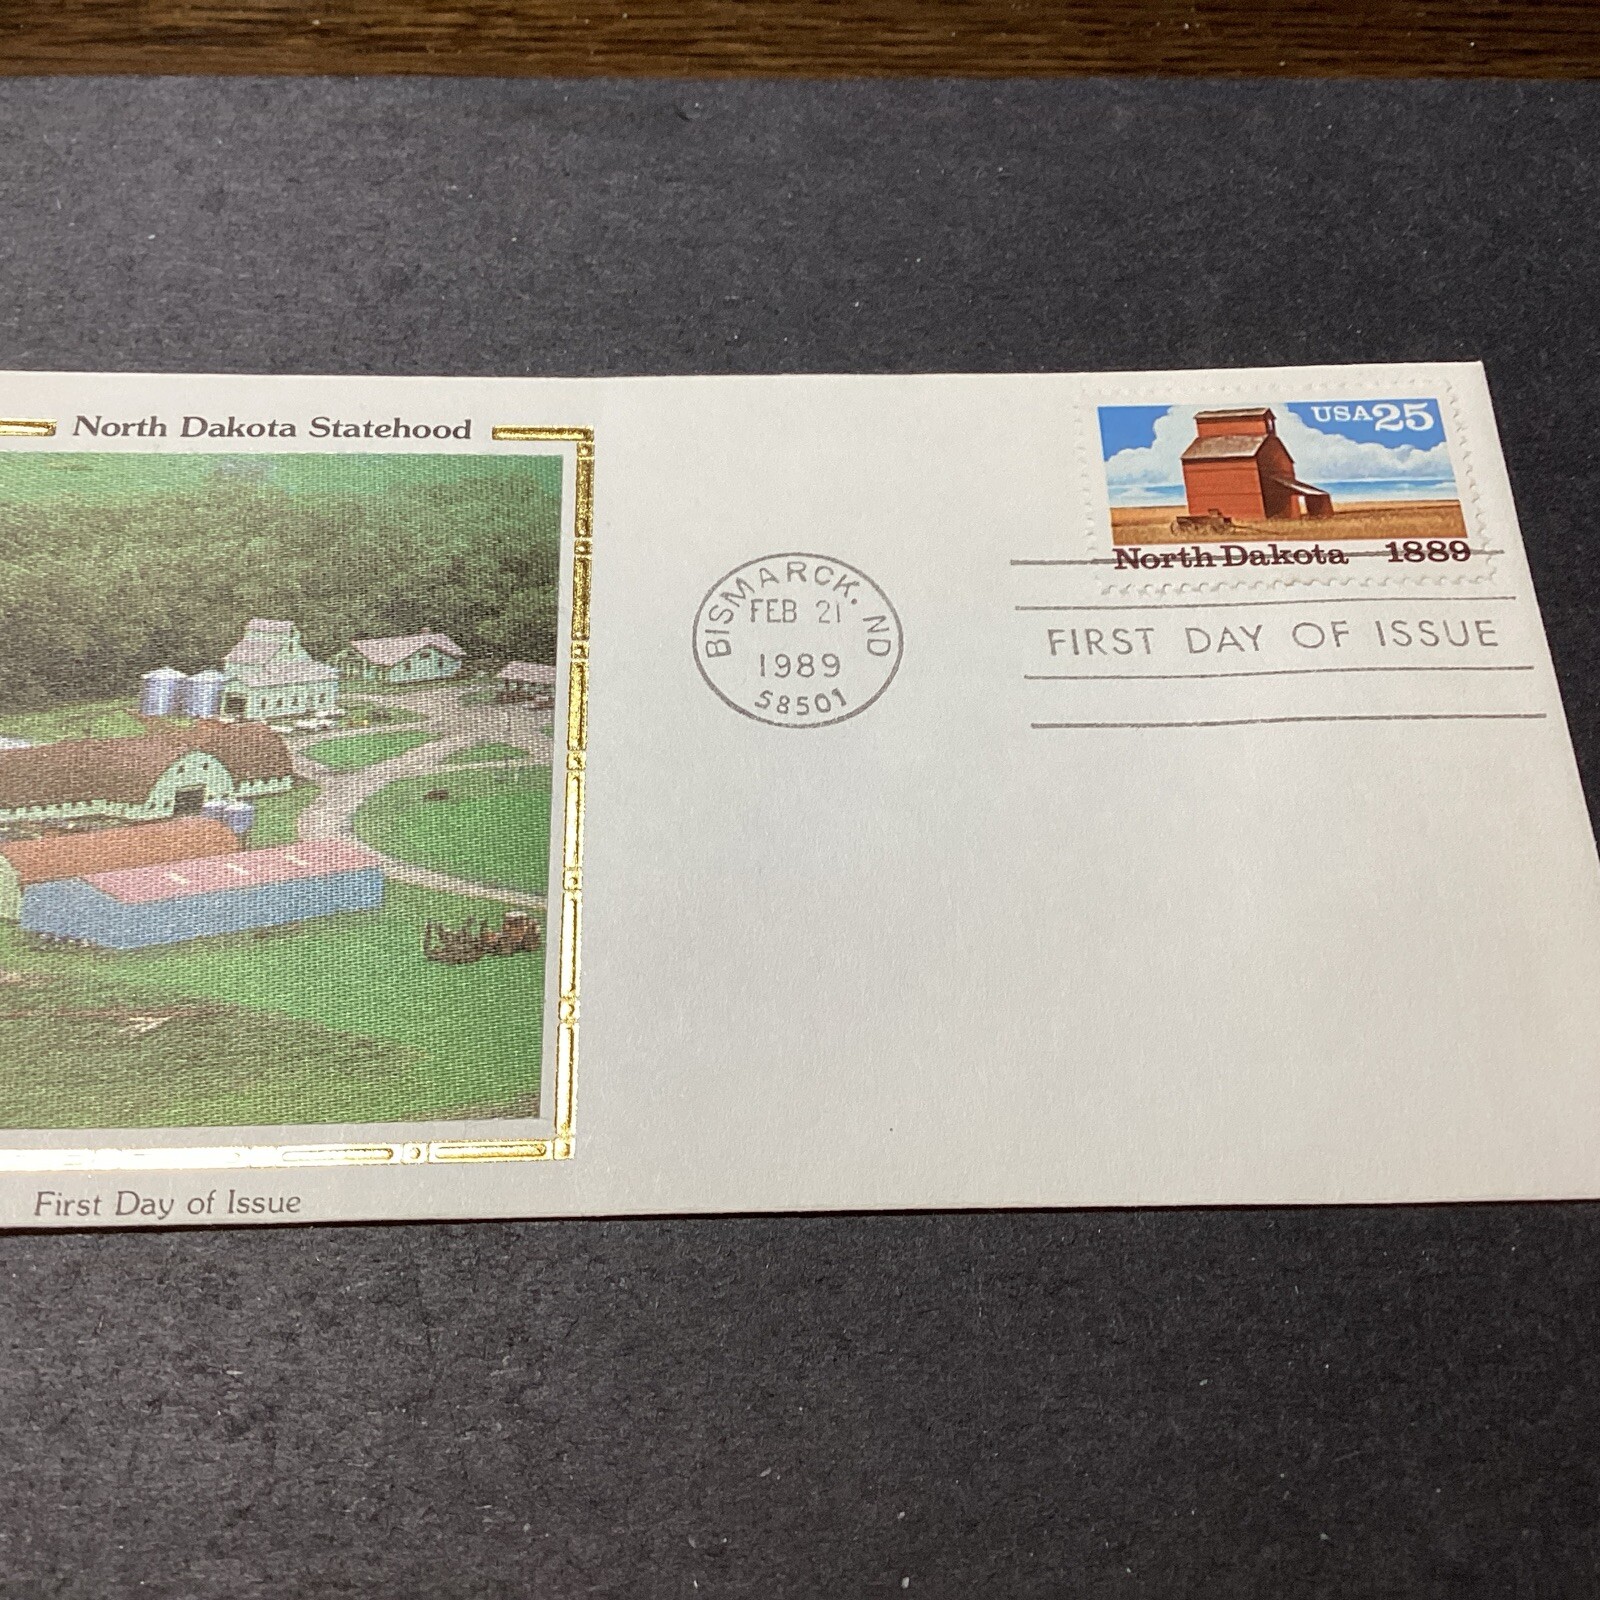 North Dakota Statehood
USA25
North Dakota 1889
BISMARCK, ND
FEB 21
1989
58501
FIRST DAY OF ISSUE
First Day of Issue